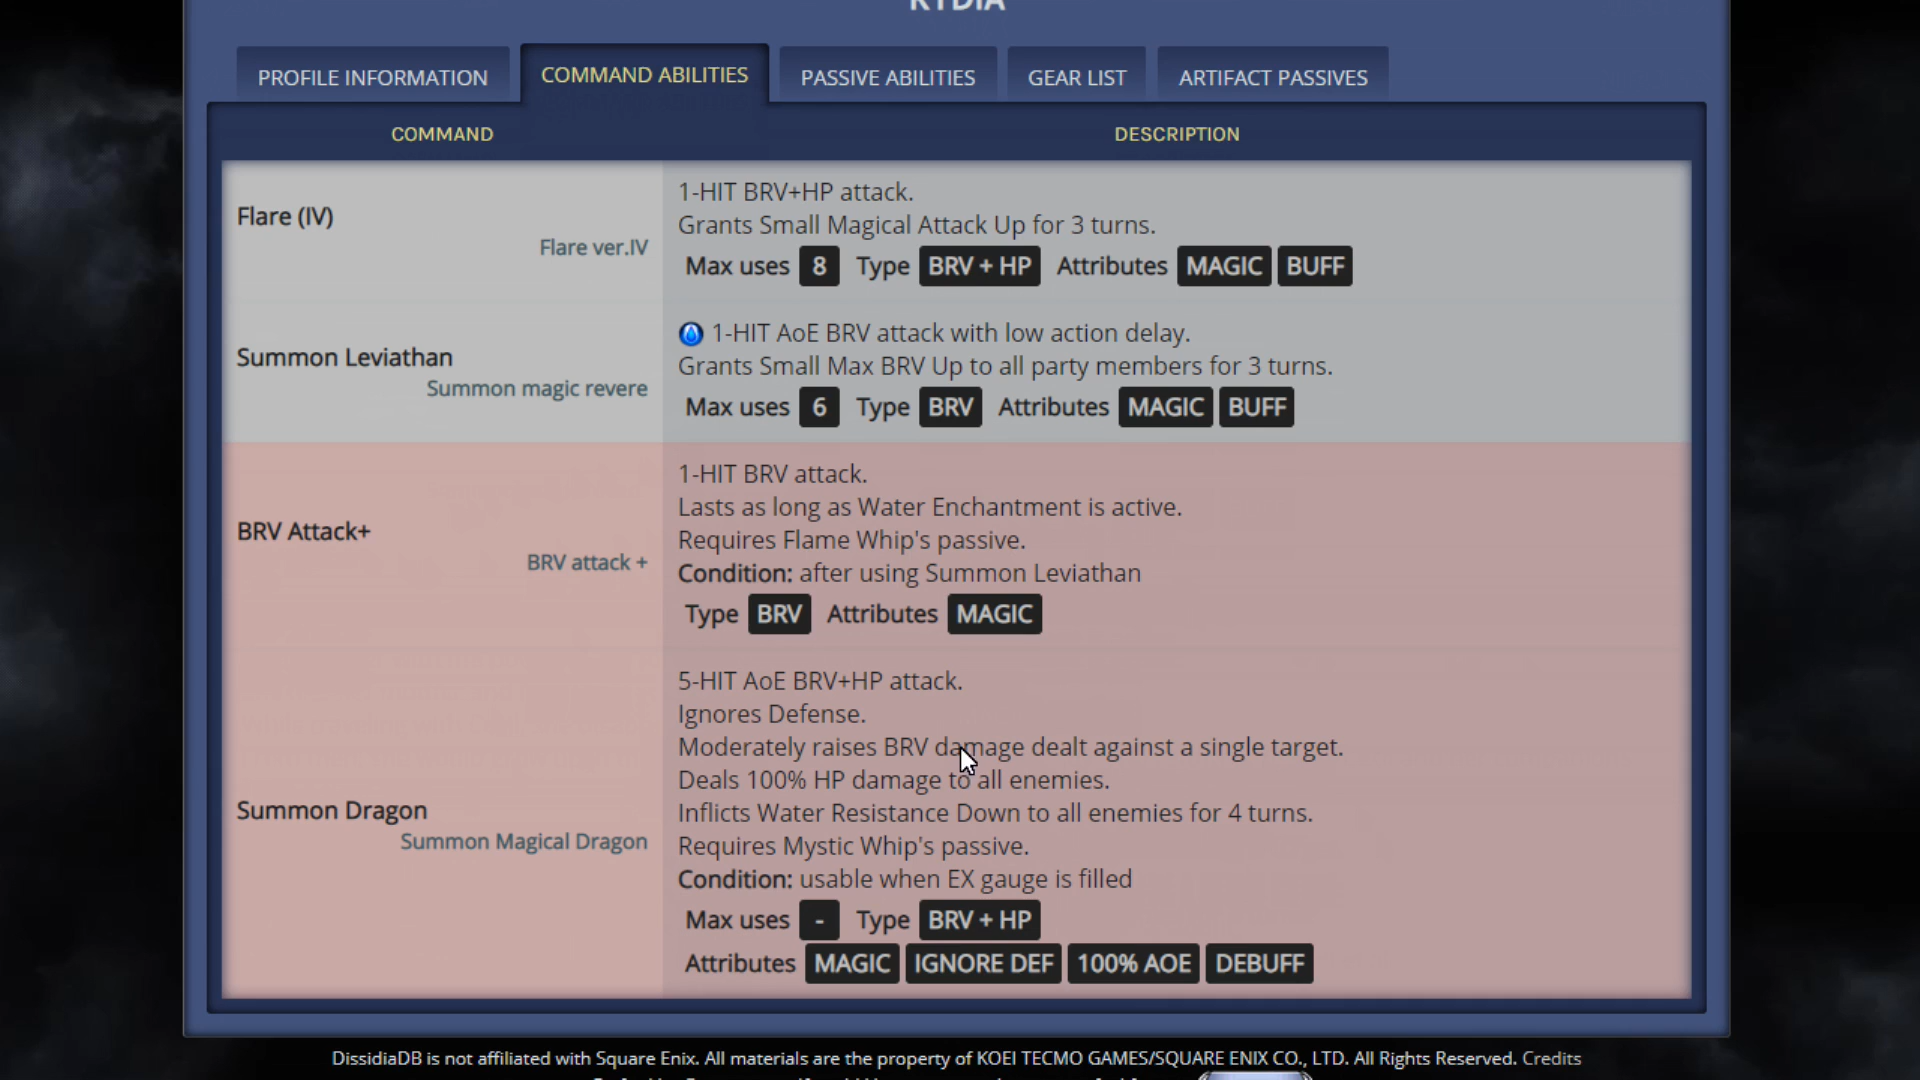 RYDIA
PROFILE INFORMATION
COMMAND ABILITIES
PASSIVE ABILITIES
GEAR LIST
ARTIFACT PASSIVES
COMMAND
DESCRIPTION
Flare (IV)
Flare ver.IV
1-HIT BRV+HP attack.
Grants Small Magical Attack Up for 3 turns.
Max uses 8 Type BRV + HP Attributes MAGIC BUFF
Summon Leviathan
Summon magic revere
1-HIT AoE BRV attack with low action delay.
Grants Small Max BRV Up to all party members for 3 turns.
Max uses 6 Type BRV Attributes MAGIC BUFF
BRV Attack+
BRV attack +
1-HIT BRV attack.
Lasts as long as Water Enchantment is active.
Requires Flame Whip's passive.
Condition: after using Summon Leviathan
Type BRV Attributes MAGIC
Summon Dragon
Summon Magical Dragon
5-HIT AoE BRV+HP attack.
Ignores Defense.
Moderately raises BRV damage dealt against a single target.
Deals 100% HP damage to all enemies.
Inflicts Water Resistance Down to all enemies for 4 turns.
Requires Mystic Whip's passive.
Condition: usable when EX gauge is filled
Max uses - Type BRV + HP
Attributes MAGIC IGNORE DEF 100% AOE DEBUFF
DissidiaDB is not affiliated with Square Enix. All materials are the property of KOEI TECMO GAMES/SQUARE ENIX CO., LTD. All Rights Reserved. Credits